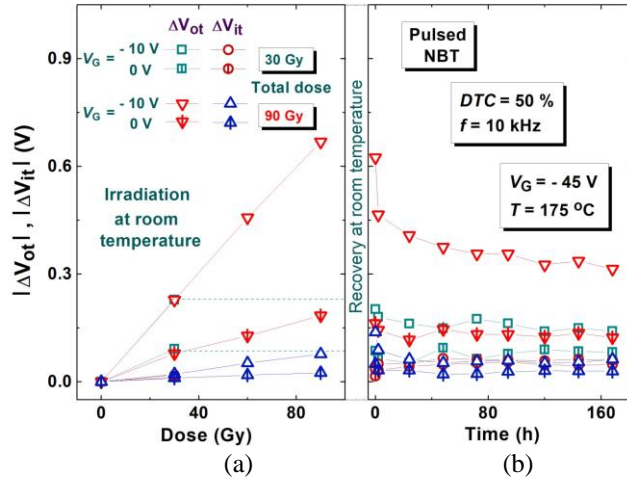 (a)
ΔVot ΔVit
VG = - 10 V
0 V
30 Gy
Total dose
VG = - 10 V
0 V
90 Gy
Irradiation
at room
temperature
|ΔVot| , |ΔVit| (V)
0.9
0.6
0.3
0.0
0 40 80
Dose (Gy)
(a)
Recovery at room temperature
(b)
Pulsed
NBT
DTC = 50 %
f = 10 kHz
VG = - 45 V
T = 175 °C
0 40 80 120 160
Time (h)
(b)